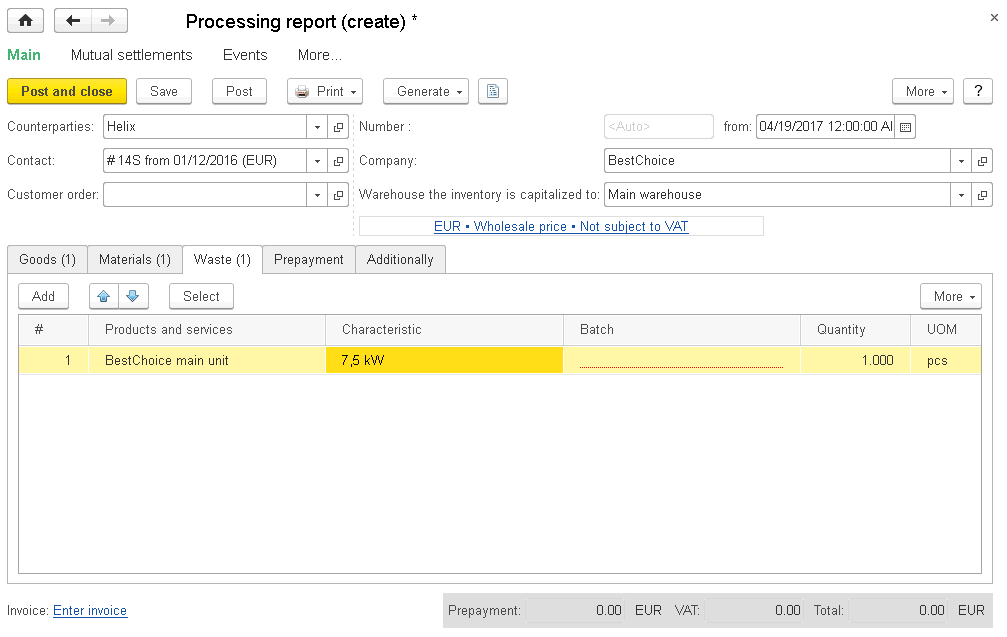 Processing report (create) *
Main Mutual settlements Events More...
Post and close Save Post Print Generate More ?
Counterparties: Helix Number : <Auto> from: 04/19/2017 12:00:00 Al
Contact: # 14S from 01/12/2016 (EUR) Company: BestChoice
Customer order: Warehouse the inventory is capitalized to: Main warehouse
EUR • Wholesale price • Not subject to VAT
Goods (1) Materials (1) Waste (1) Prepayment Additionally
Add Select More
# Products and services Characteristic Batch Quantity UOM
1 BestChoice main unit 7,5 kW 1.000 pcs
Invoice: Enter invoice Prepayment: 0.00 EUR VAT: 0.00 Total: 0.00 EUR